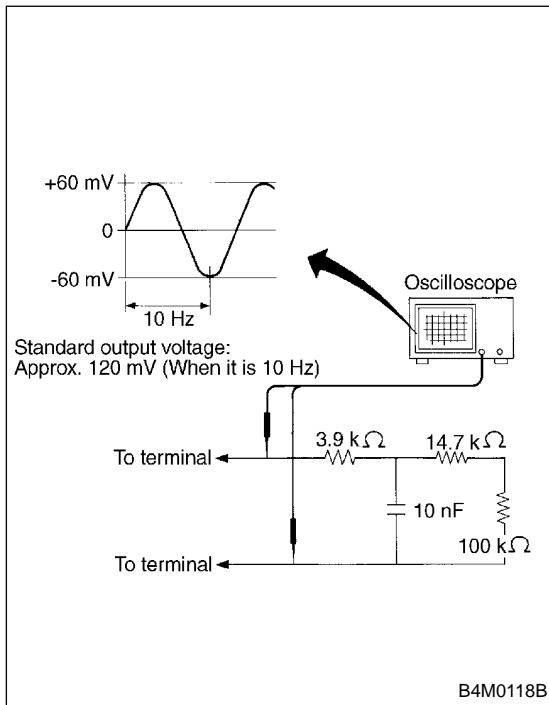 +60 mV
0
-60 mV
10 Hz
Oscilloscope
Standard output voltage:
Approx. 120 mV (When it is 10 Hz)
3.9 kΩ
14.7 kΩ
To terminal
10 nF
100 kΩ
To terminal
B4M0118B